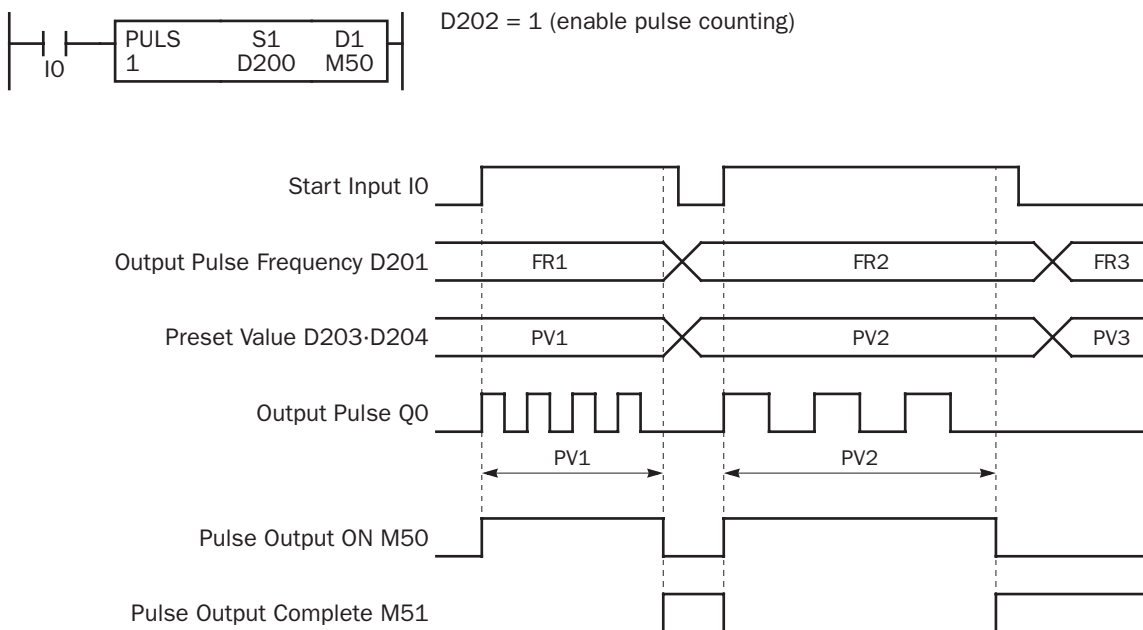 D202 = 1 (enable pulse counting)
PULS S1 D1
1 D200 M50
I0
Start Input I0
Output Pulse Frequency D201 FR1 FR2 FR3
Preset Value D203·D204 PV1 PV2 PV3
Output Pulse Q0
PV1 PV2
Pulse Output ON M50
Pulse Output Complete M51